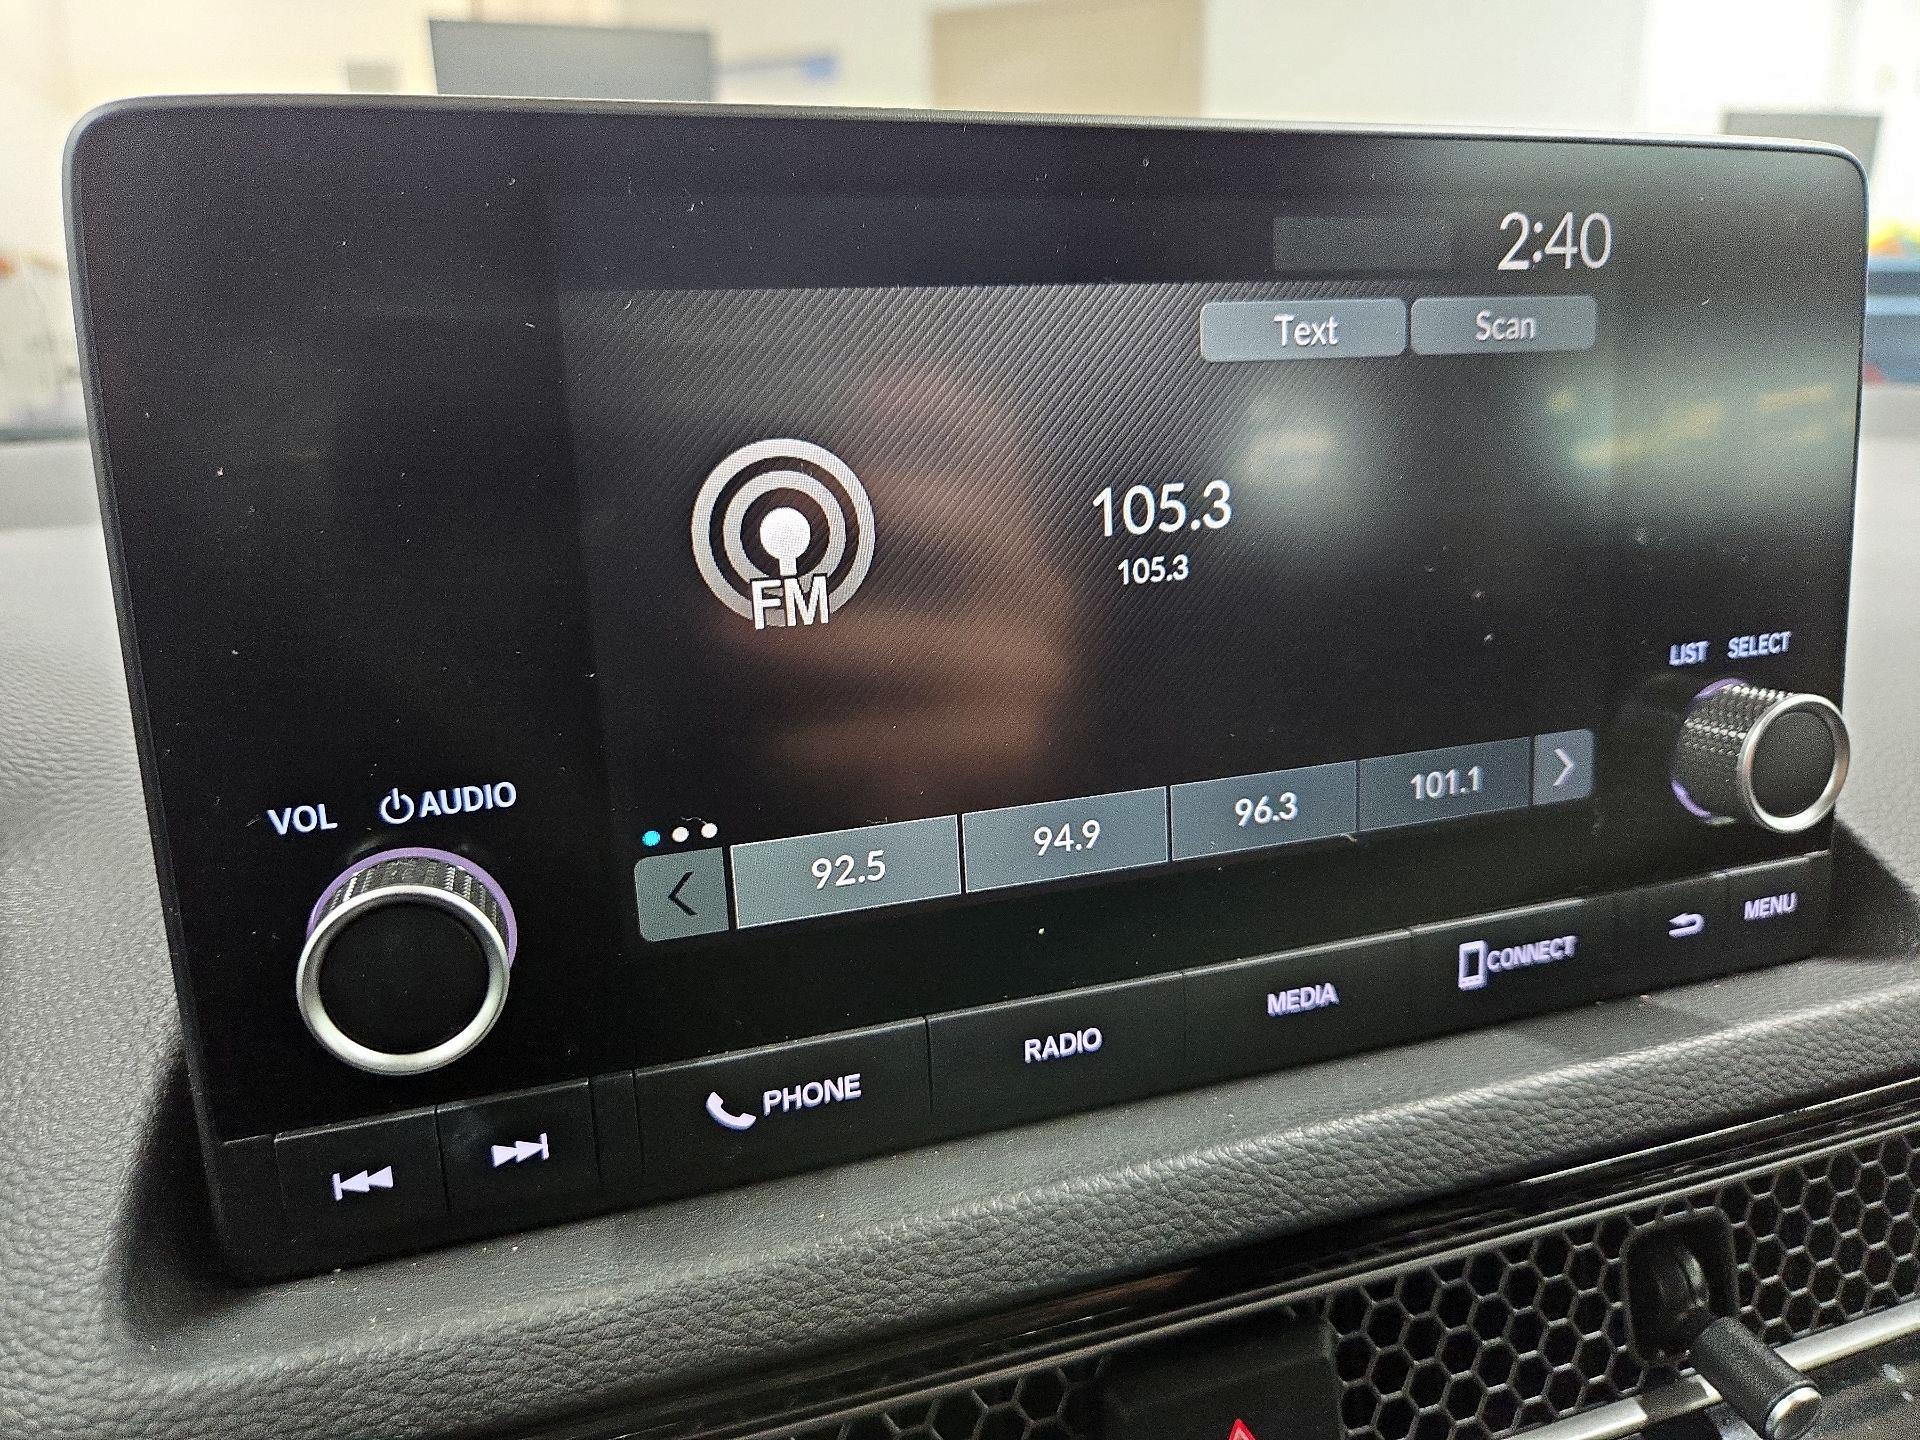 2:40
Text Scan
105.3
FM
105.3
LIST SELECT
VOL AUDIO
92.5 94.9 96.3 101.1
PHONE RADIO MEDIA CONNECT MENU